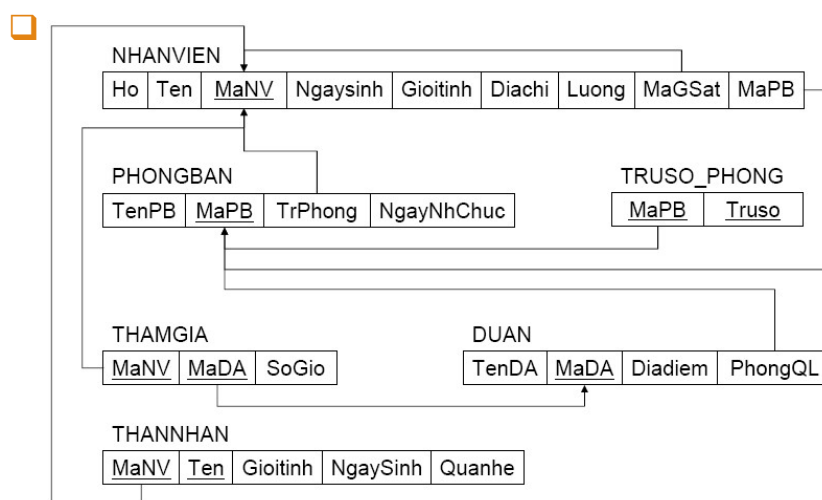 NHANVIEN
Ho Ten MaNV Ngaysinh Gioitinh Diachi Luong MaGSat MaPB
PHONGBAN
TenPB MaPB TrPhong NgayNhChuc
TRUSO_PHONG
MaPB Truso
THAMGIA
MaNV MaDA SoGio
DUAN
TenDA MaDA Diadiem PhongQL
THANNHAN
MaNV Ten Gioitinh NgaySinh Quanhe